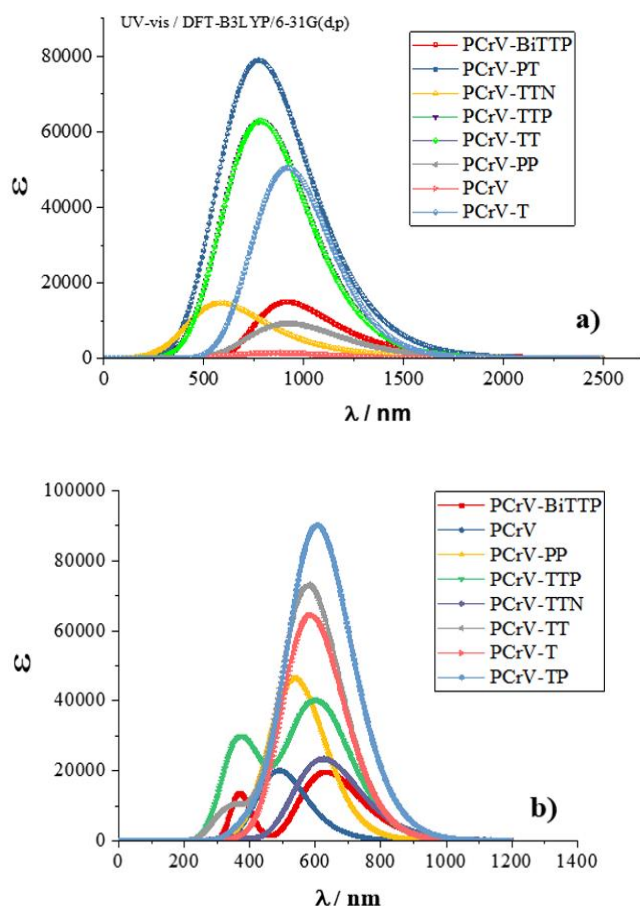 UV-vis / DFT-B3LYP/6-31G(d,p)
80000
60000
40000
20000
0
ε
PCrV-BiTTP
PCrV-PT
PCrV-TTN
PCrV-TTP
PCrV-TT
PCrV-PP
PCrV
PCrV-T
a)
0 500 1000 1500 2000 2500
λ / nm
100000
80000
60000
40000
20000
0
ε
PCrV-BiTTP
PCrV
PCrV-PP
PCrV-TTP
PCrV-TTN
PCrV-TT
PCrV-T
PCrV-TP
b)
0 200 400 600 800 1000 1200 1400
λ / nm